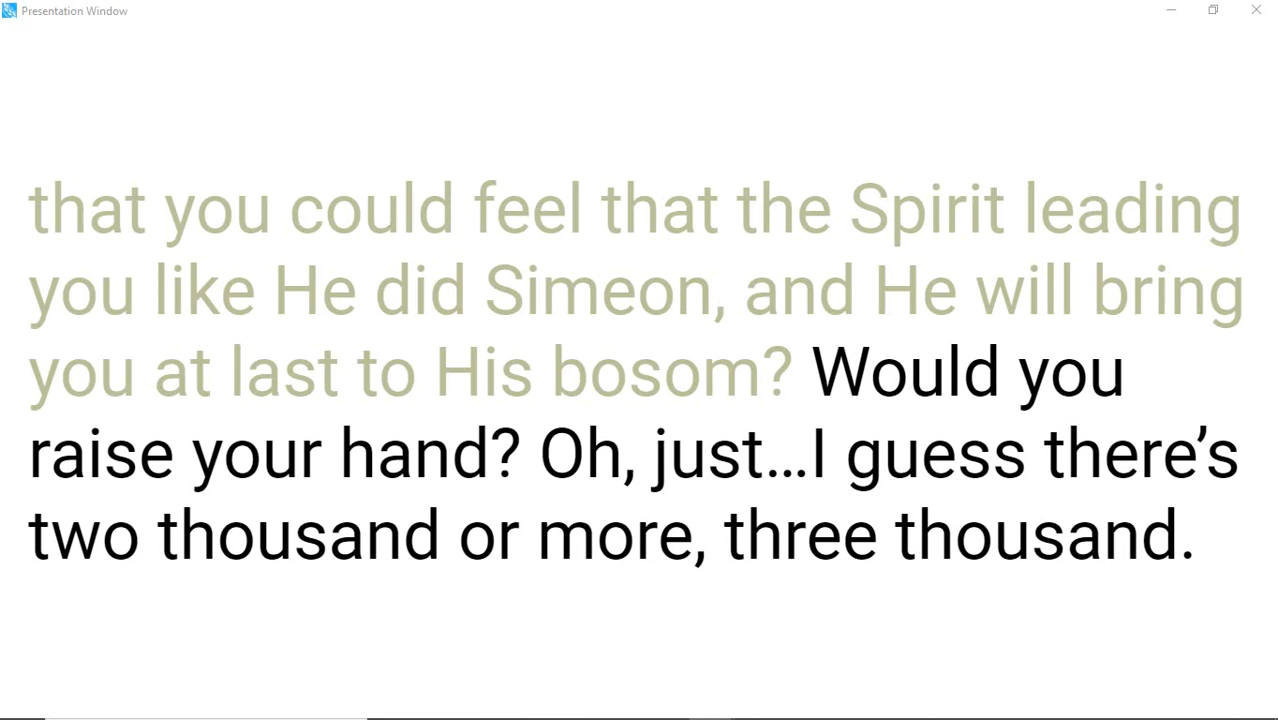 Presentation Window
that you could feel that the Spirit leading
you like He did Simeon, and He will bring
you at last to His bosom? Would you
raise your hand? Oh, just…I guess there’s
two thousand or more, three thousand.